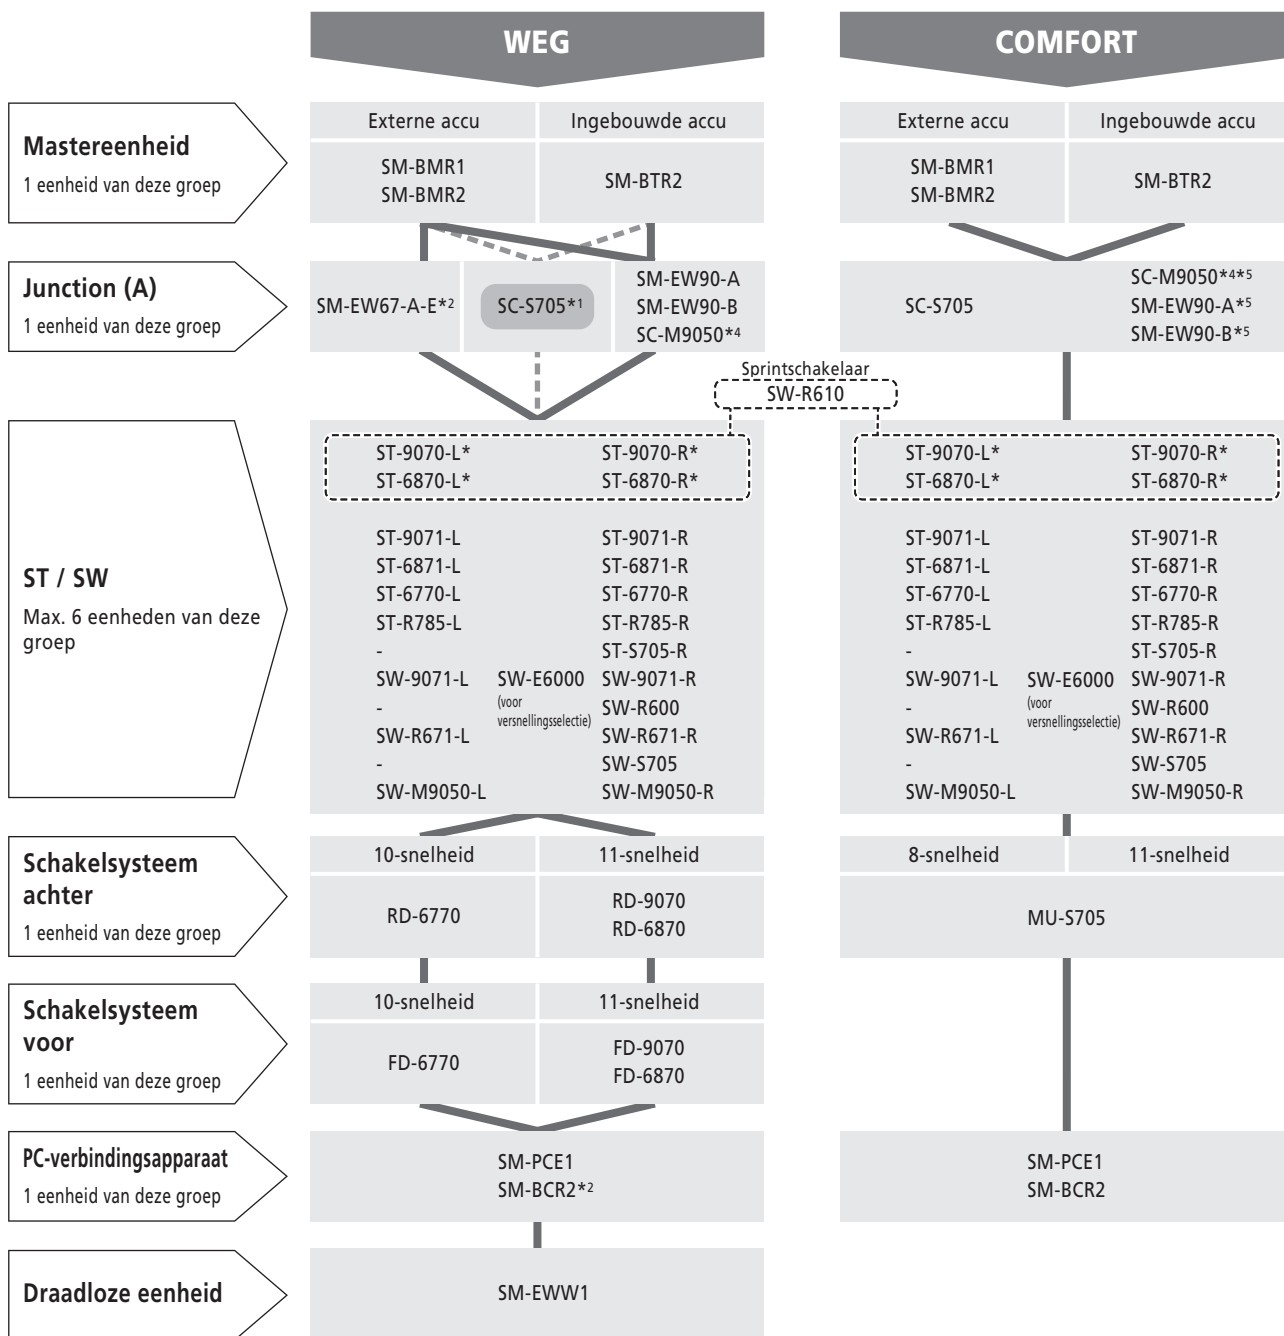 WEG
COMFORT
Mastereenheid
1 eenheid van deze groep
Externe accu
Ingebouwde accu
SM-BMR1
SM-BMR2
SM-BTR2
Externe accu
Ingebouwde accu
SM-BMR1
SM-BMR2
SM-BTR2
Junction (A)
1 eenheid van deze groep
SM-EW67-A-E*2
SC-S705*1
SM-EW90-A
SM-EW90-B
SC-M9050*4
SC-S705
SC-M9050*4*5
SM-EW90-A*5
SM-EW90-B*5
Sprintschakelaar
SW-R610
ST / SW
Max. 6 eenheden van deze
groep
ST-9070-L* ST-9070-R*
ST-6870-L* ST-6870-R*
ST-9071-L ST-9071-R
ST-6871-L ST-6871-R
ST-6770-L ST-6770-R
ST-R785-L ST-R785-R
- ST-S705-R
SW-9071-L SW-E6000 SW-9071-R
- (voor SW-R600
versnellingsselectie)
SW-R671-L SW-R671-R
- SW-S705
SW-M9050-L SW-M9050-R
ST-9070-L* ST-9070-R*
ST-6870-L* ST-6870-R*
ST-9071-L ST-9071-R
ST-6871-L ST-6871-R
ST-6770-L ST-6770-R
ST-R785-L ST-R785-R
- ST-S705-R
SW-9071-L SW-E6000 SW-9071-R
- (voor SW-R600
versnellingsselectie)
SW-R671-L SW-R671-R
- SW-S705
SW-M9050-L SW-M9050-R
Schakelsysteem
achter
1 eenheid van deze groep
10-snelheid
11-snelheid
RD-6770
RD-9070
RD-6870
8-snelheid
11-snelheid
MU-S705
Schakelsysteem
voor
1 eenheid van deze groep
10-snelheid
11-snelheid
FD-6770
FD-9070
FD-6870
PC-verbindingsapparaat
1 eenheid van deze groep
SM-PCE1
SM-BCR2*2
SM-PCE1
SM-BCR2
Draadloze eenheid
SM-EWW1